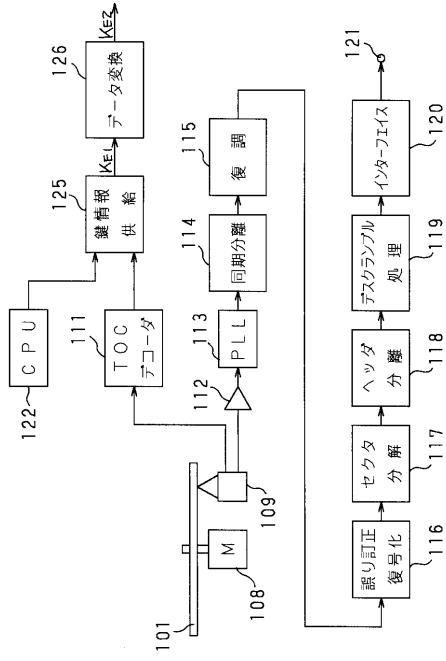 126
データ変換
KE2
KE1
125
鍵情報
供給
122
CPU
111
TOC
デコーダ
101
108
M
109
112
113
PLL
114
同期分離
115
復調
116
誤り訂正
復号化
117
セクタ
分解
118
ヘッダ
分離
119
デスクランブル
処理
120
インターフェイス
121